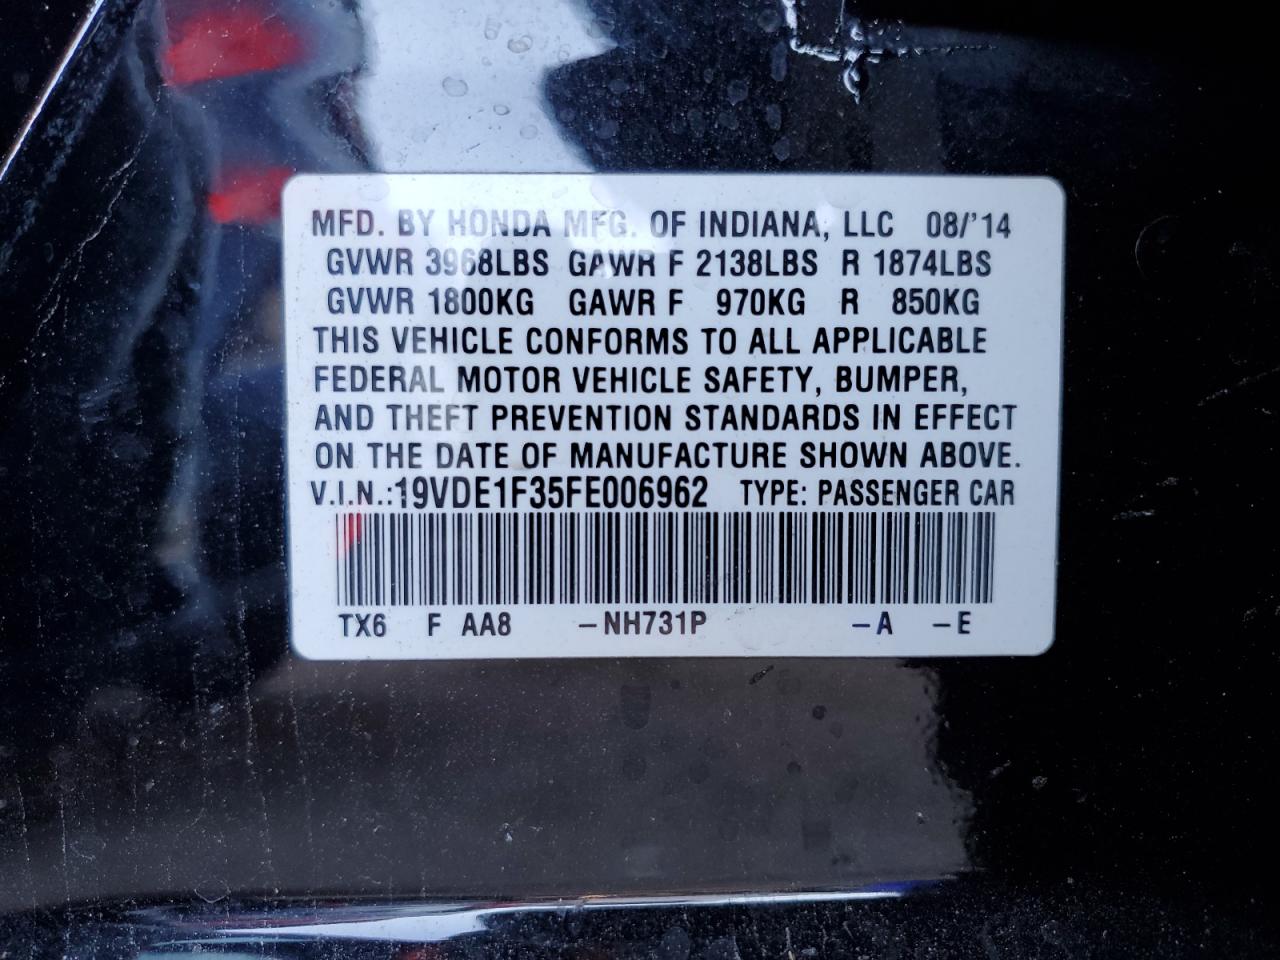 MFD. BY HONDA MFG. OF INDIANA, LLC 08/'14
GVWR 3968LBS GAWR F 2138LBS R 1874LBS
GVWR 1800KG GAWR F 970KG R 850KG
THIS VEHICLE CONFORMS TO ALL APPLICABLE
FEDERAL MOTOR VEHICLE SAFETY, BUMPER,
AND THEFT PREVENTION STANDARDS IN EFFECT
ON THE DATE OF MANUFACTURE SHOWN ABOVE.
V.I.N.:19VDE1F35FE006962 TYPE: PASSENGER CAR
TX6 F AA8 -NH731P -A -E